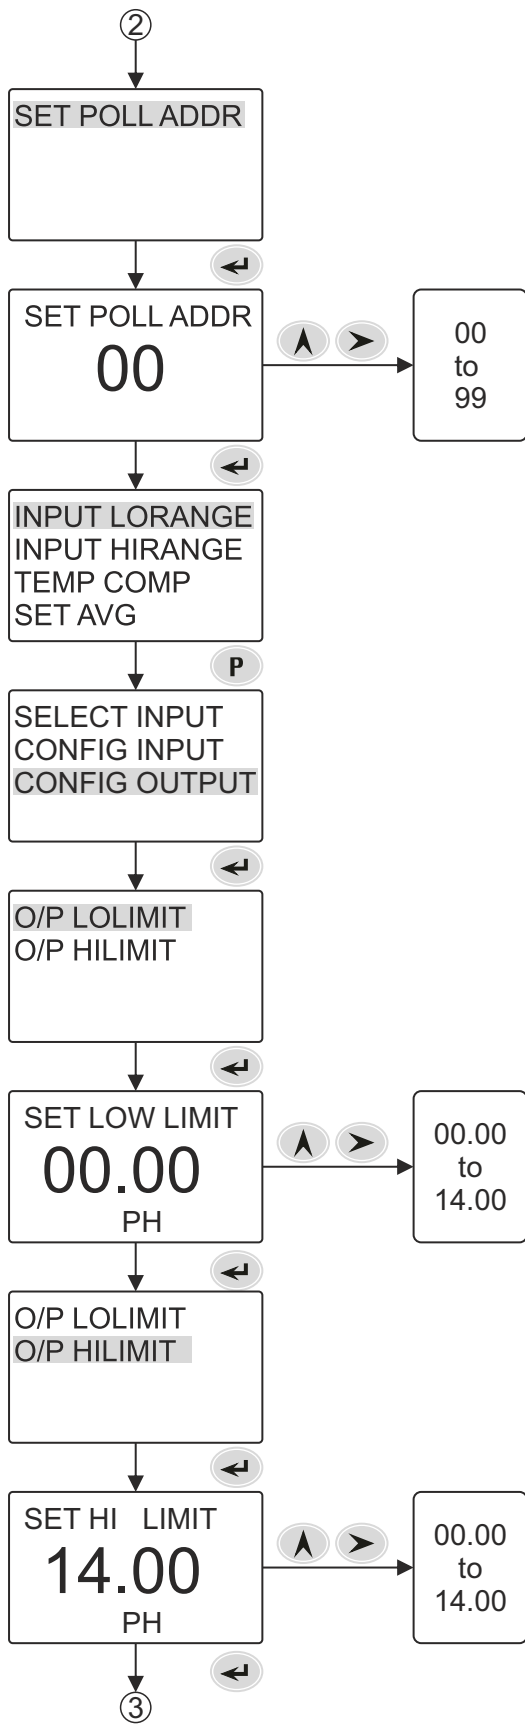 2
SET POLL ADDR
SET POLL ADDR
00
00
to
99
INPUT LORANGE
INPUT HIRANGE
TEMP COMP
SET AVG
P
SELECT INPUT
CONFIG INPUT
CONFIG OUTPUT
O/P LOLIMIT
O/P HILIMIT
SET LOW LIMIT
00.00
PH
00.00
to
14.00
O/P LOLIMIT
O/P HILIMIT
SET HI LIMIT
14.00
PH
00.00
to
14.00
3